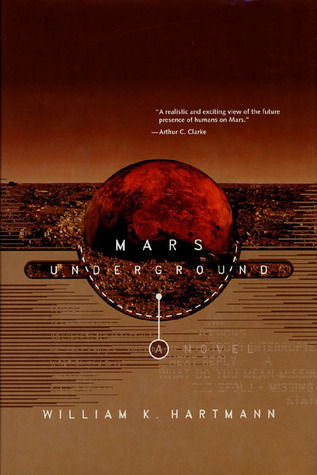 "A realistic and exciting view of the future
presence of humans on Mars."
— Arthur C. Clarke
MARS
UNDERGROUND
A NOVEL
WILLIAM K. HARTMANN